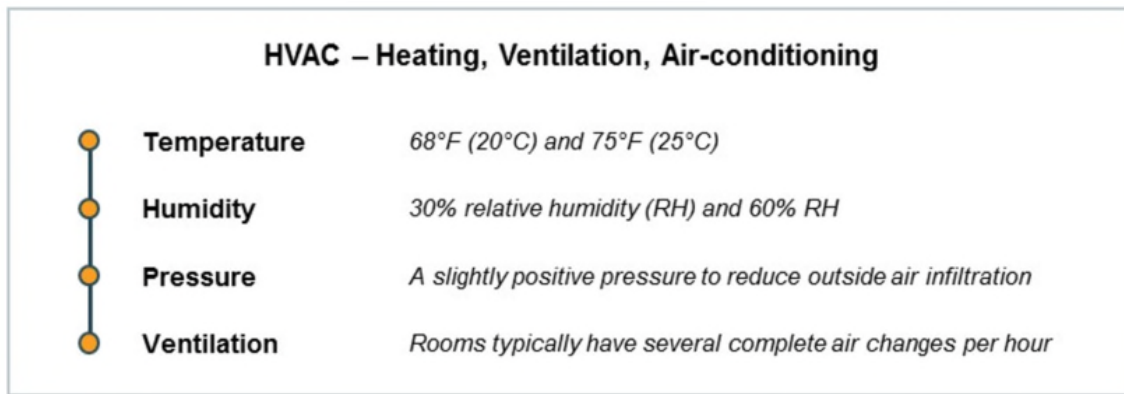 HVAC – Heating, Ventilation, Air-conditioning
Temperature 68°F (20°C) and 75°F (25°C)
Humidity 30% relative humidity (RH) and 60% RH
Pressure A slightly positive pressure to reduce outside air infiltration
Ventilation Rooms typically have several complete air changes per hour